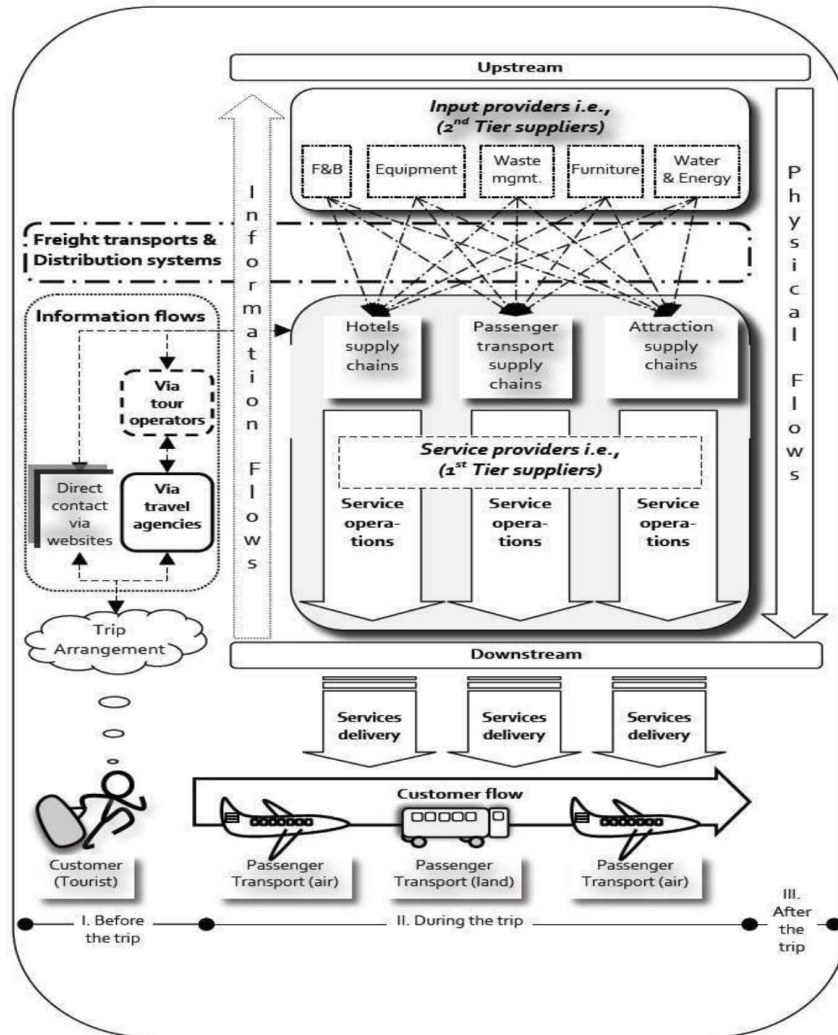 Upstream
Input providers i.e.,
(2nd Tier suppliers)
F&B
Equipment
Waste
mgmt.
Furniture
Water
& Energy
Information Flows
Physical Flows
Freight transports &
Distribution systems
Information flows
Via
tour
operators
Direct
contact
via
websites
Via
travel
agencies
Trip
Arrangement
Hotels
supply
chains
Passenger
transport
supply
chains
Attraction
supply
chains
Service providers i.e.,
(1st Tier suppliers)
Service
opera-
tions
Service
opera-
tions
Service
opera-
tions
Downstream
Services
delivery
Services
delivery
Services
delivery
Customer flow
Customer
(Tourist)
Passenger
Transport (air)
Passenger
Transport (land)
Passenger
Transport (air)
I. Before
the trip
II. During the trip
III.
After
the
trip